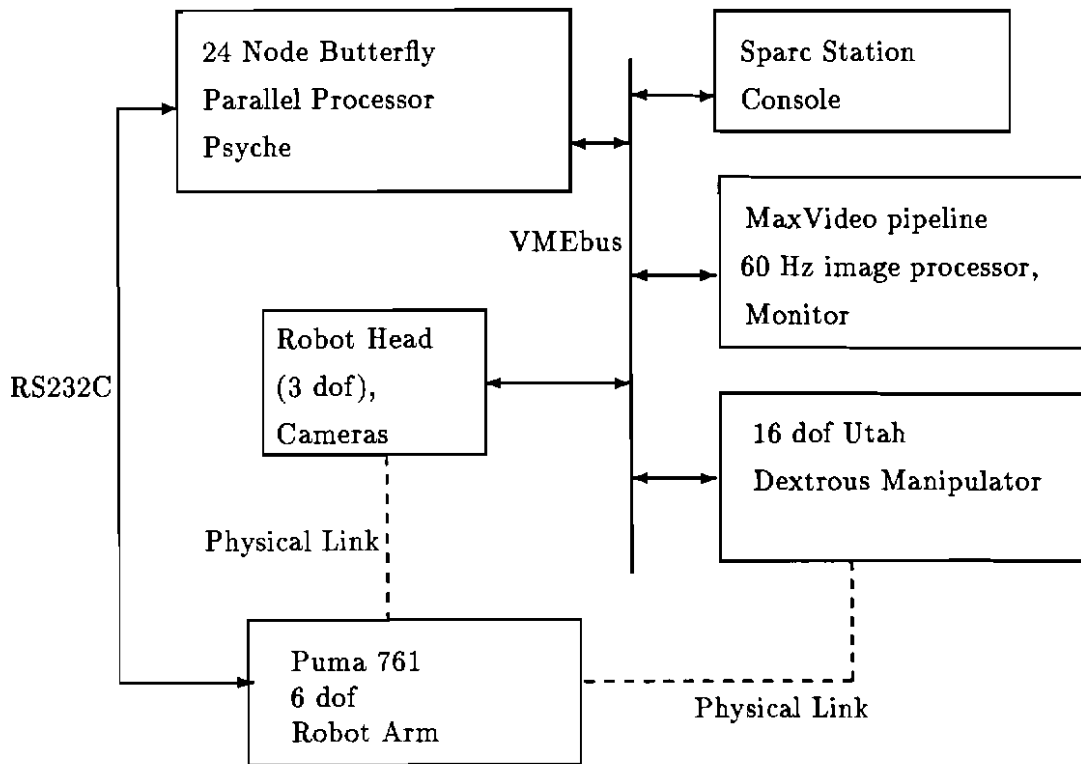 24 Node Butterfly
Parallel Processor
Psyche
Sparc Station
Console
VMEbus
MaxVideo pipeline
60 Hz image processor,
Monitor
RS232C
Robot Head
(3 dof),
Cameras
16 dof Utah
Dextrous Manipulator
Physical Link
Puma 761
6 dof
Robot Arm
Physical Link